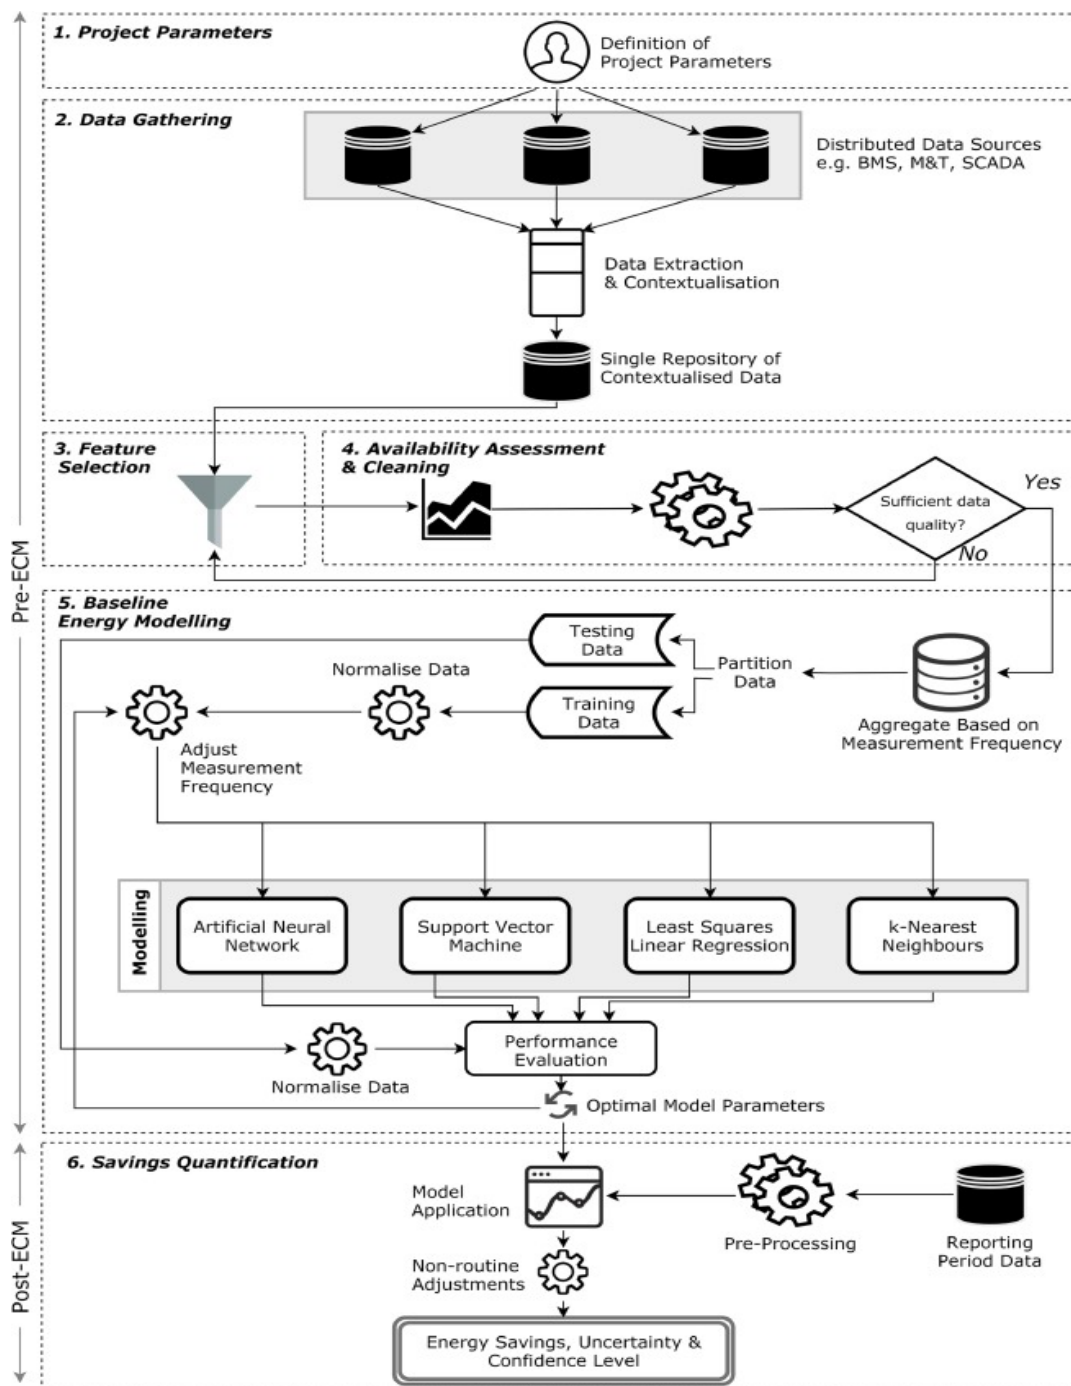 1. Project Parameters
Definition of
Project Parameters
2. Data Gathering
Distributed Data Sources
e.g. BMS, M&T, SCADA
Data Extraction
& Contextualisation
Single Repository of
Contextualised Data
3. Feature
Selection
4. Availability Assessment
& Cleaning
Sufficient data
quality?
Yes
No
Pre-ECM
5. Baseline
Energy Modelling
Testing
Data
Partition
Data
Training
Data
Normalise Data
Aggregate Based on
Measurement Frequency
Adjust
Measurement
Frequency
Modelling
Artificial Neural
Network
Support Vector
Machine
Least Squares
Linear Regression
k-Nearest
Neighbours
Performance
Evaluation
Normalise Data
Optimal Model Parameters
Post-ECM
6. Savings Quantification
Model
Application
Pre-Processing
Reporting
Period Data
Non-routine
Adjustments
Energy Savings, Uncertainty &
Confidence Level